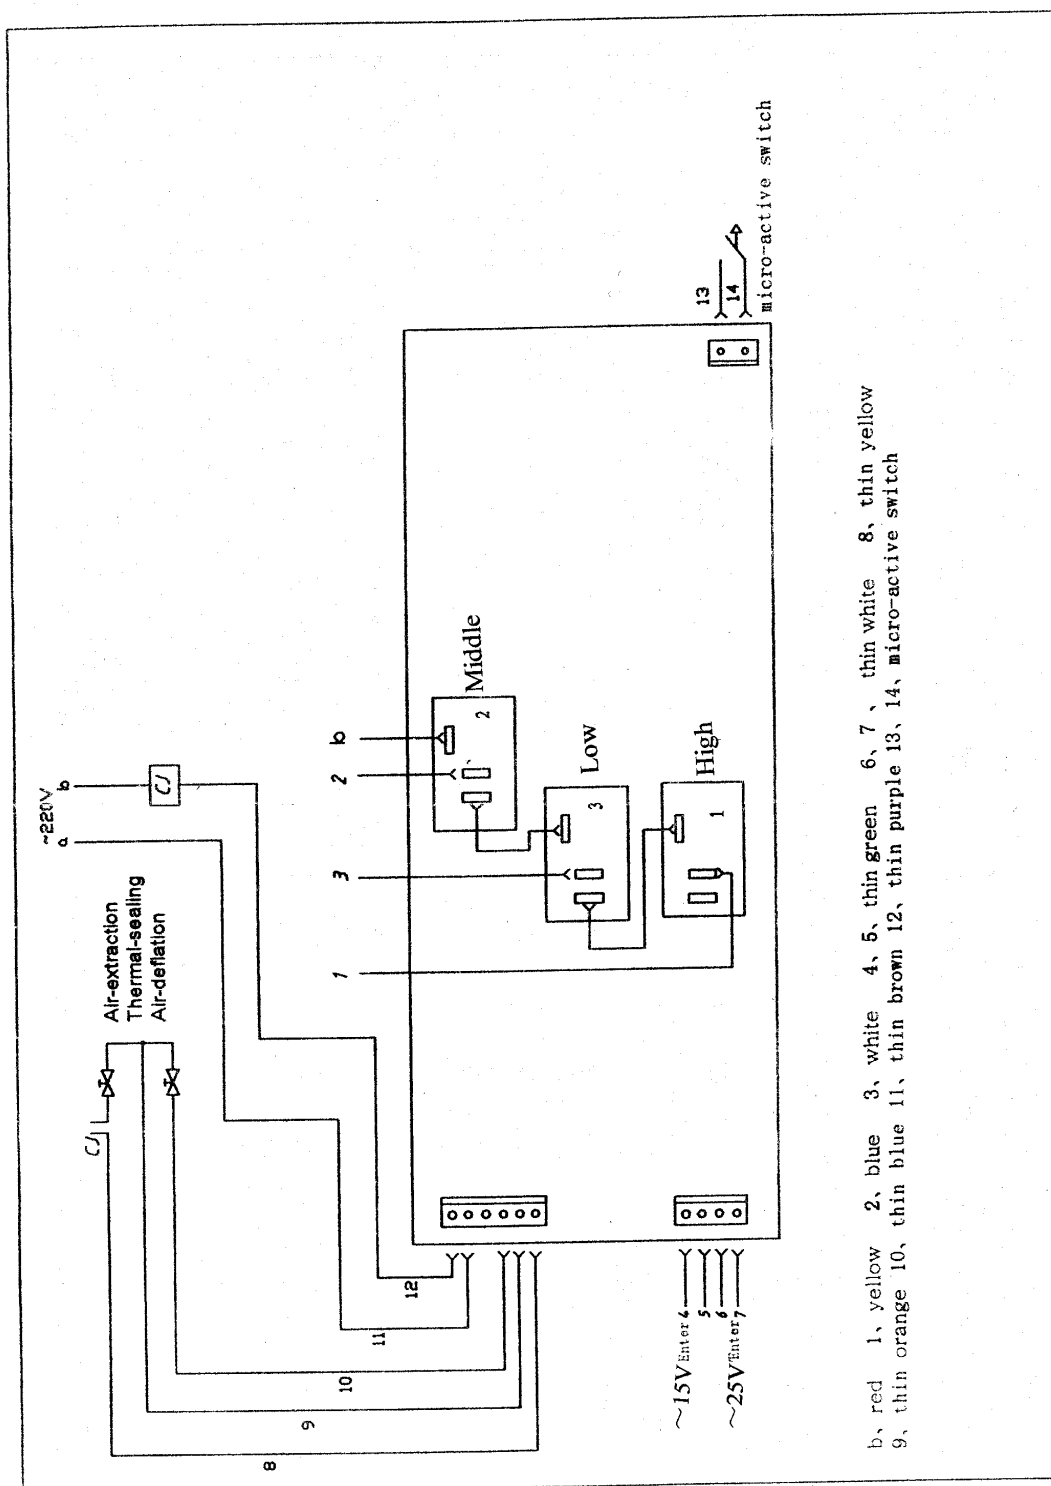 ~220V
a
b
CJ
Air-extraction
Thermal-sealing
Air-deflation
CJ
8
9
10
11
12
1
3
2
b
Middle
2
Low
3
High
1
13
14
micro-active switch
~15V Enter 4
5
6
~25V Enter 7
b、red 1、yellow 2、blue 3、white 4、5、thin green 6、7、thin white 8、thin yellow
9、thin orange 10、thin blue 11、thin brown 12、thin purple 13、14、micro-active switch